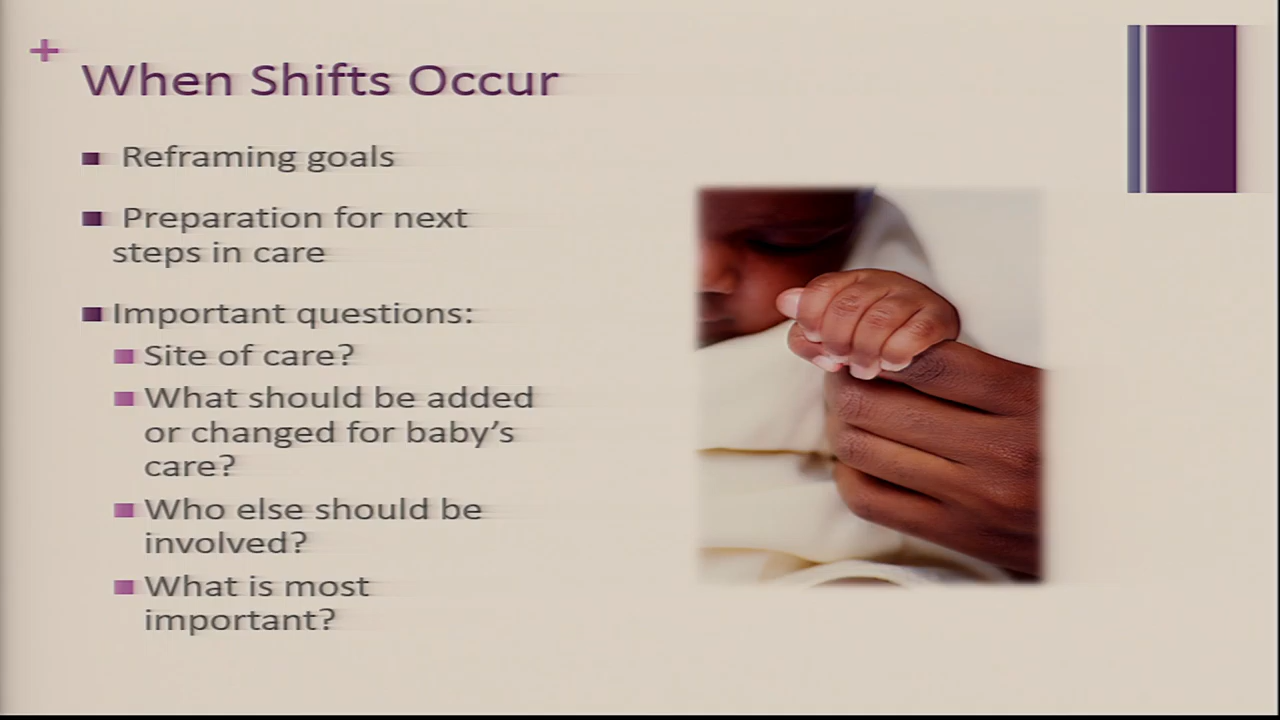 +
When Shifts Occur
Reframing goals
Preparation for next
steps in care
Important questions:
Site of care?
What should be added
or changed for baby’s
care?
Who else should be
involved?
What is most
important?